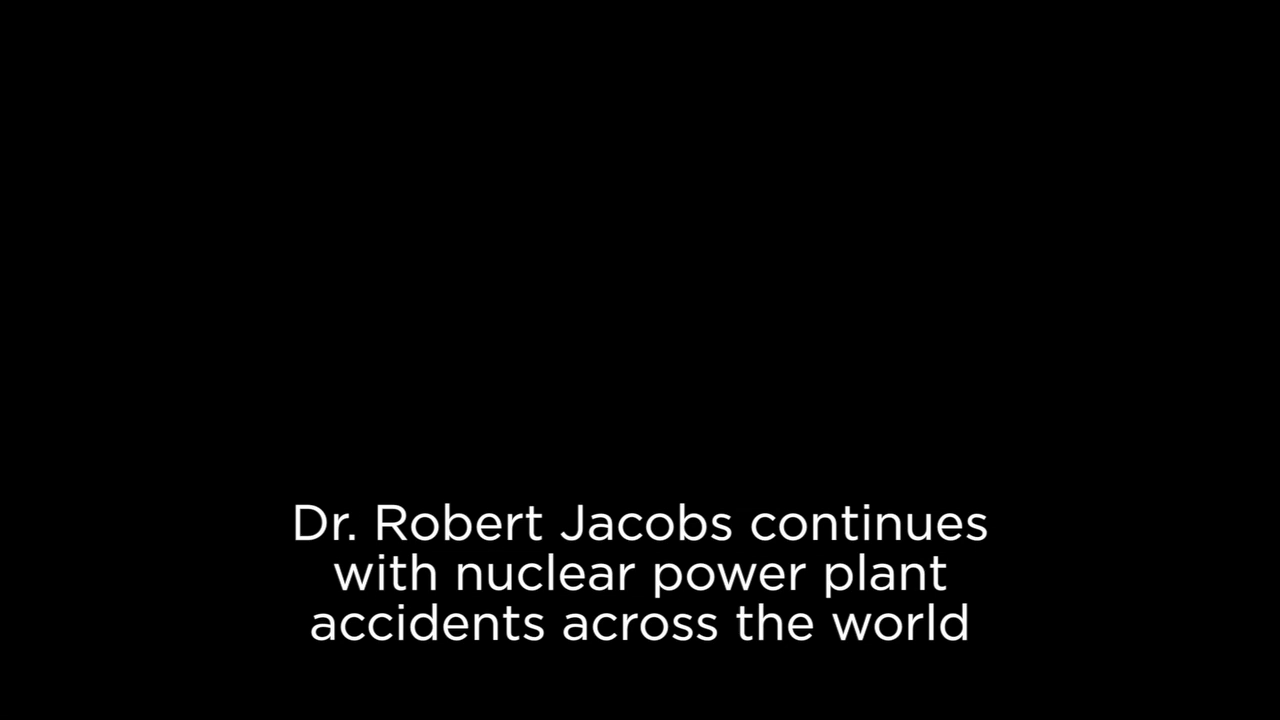 Dr. Robert Jacobs continues
with nuclear power plant
accidents across the world